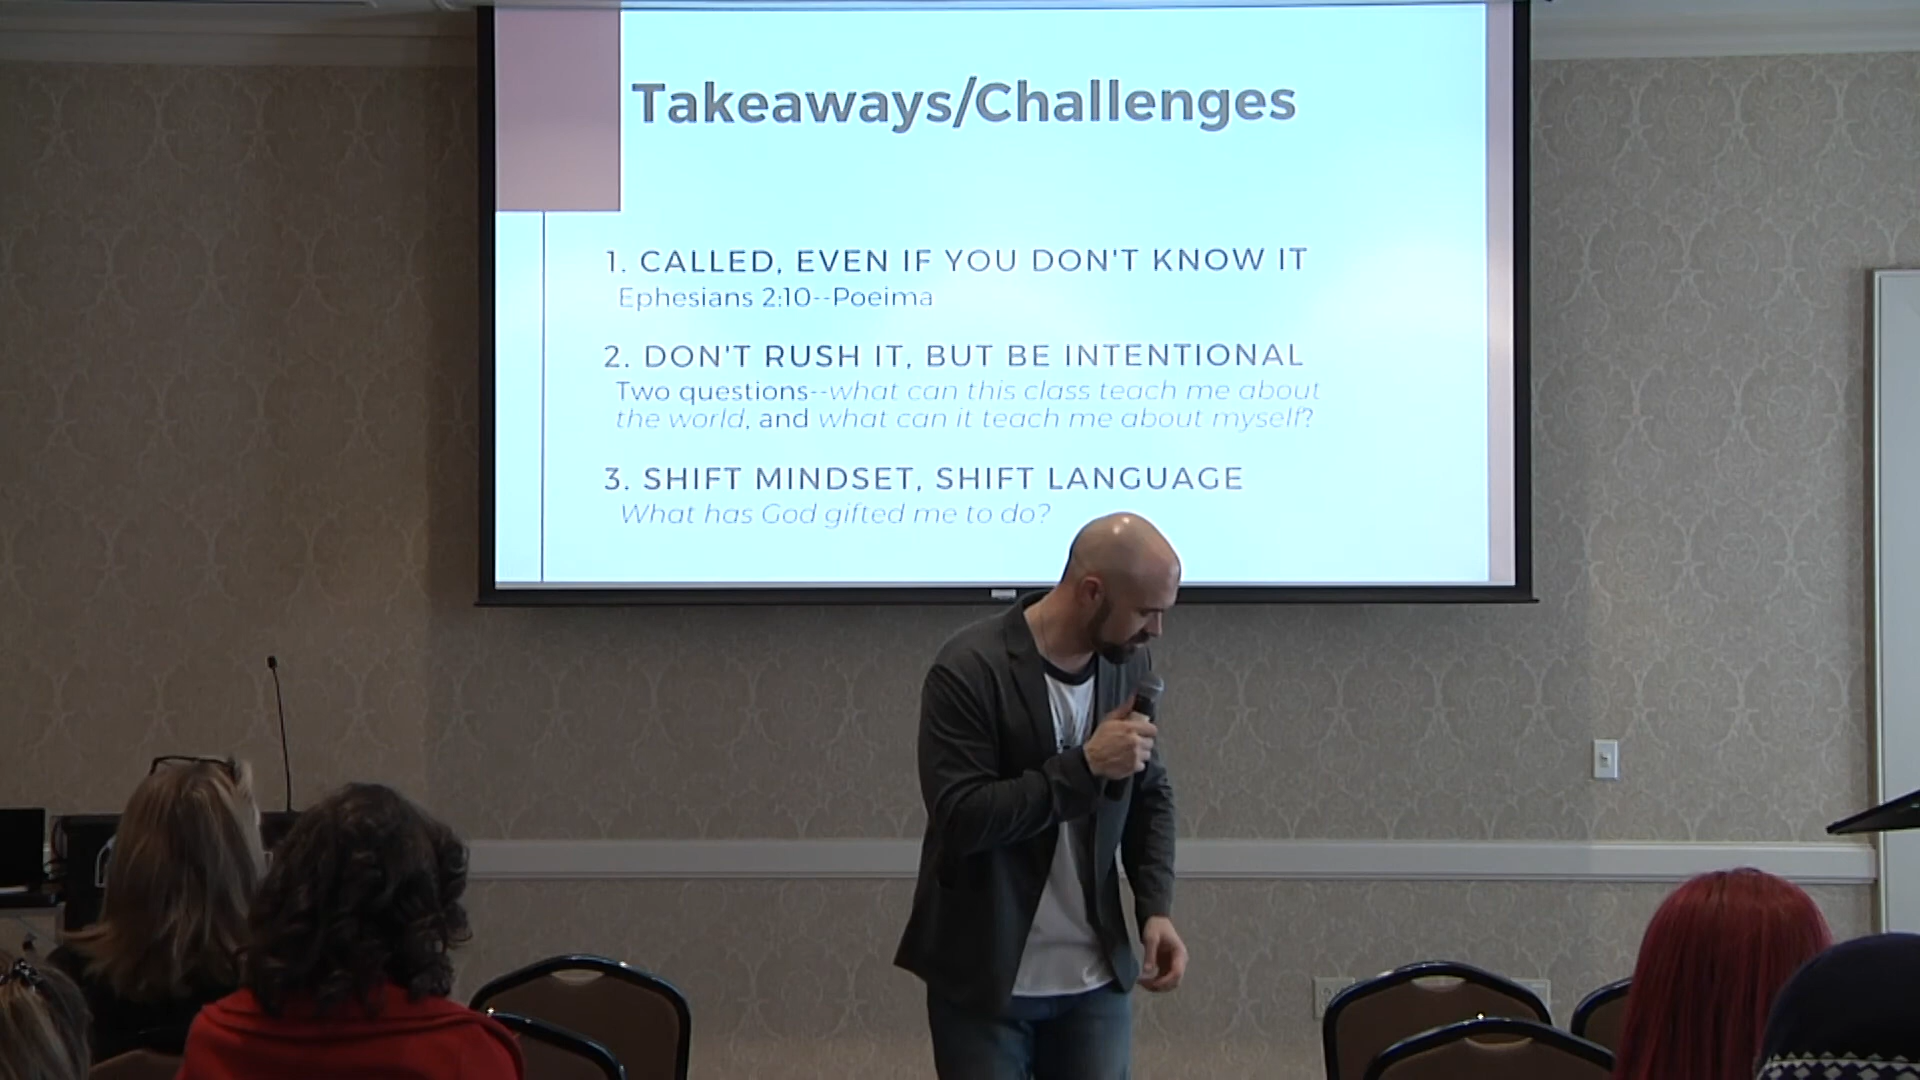 Takeaways/Challenges
1. CALLED, EVEN IF YOU DON'T KNOW IT
Ephesians 2:10--Poeima
2. DON'T RUSH IT, BUT BE INTENTIONAL
Two questions--what can this class teach me about
the world, and what can it teach me about myself?
3. SHIFT MINDSET, SHIFT LANGUAGE
What has God gifted me to do?